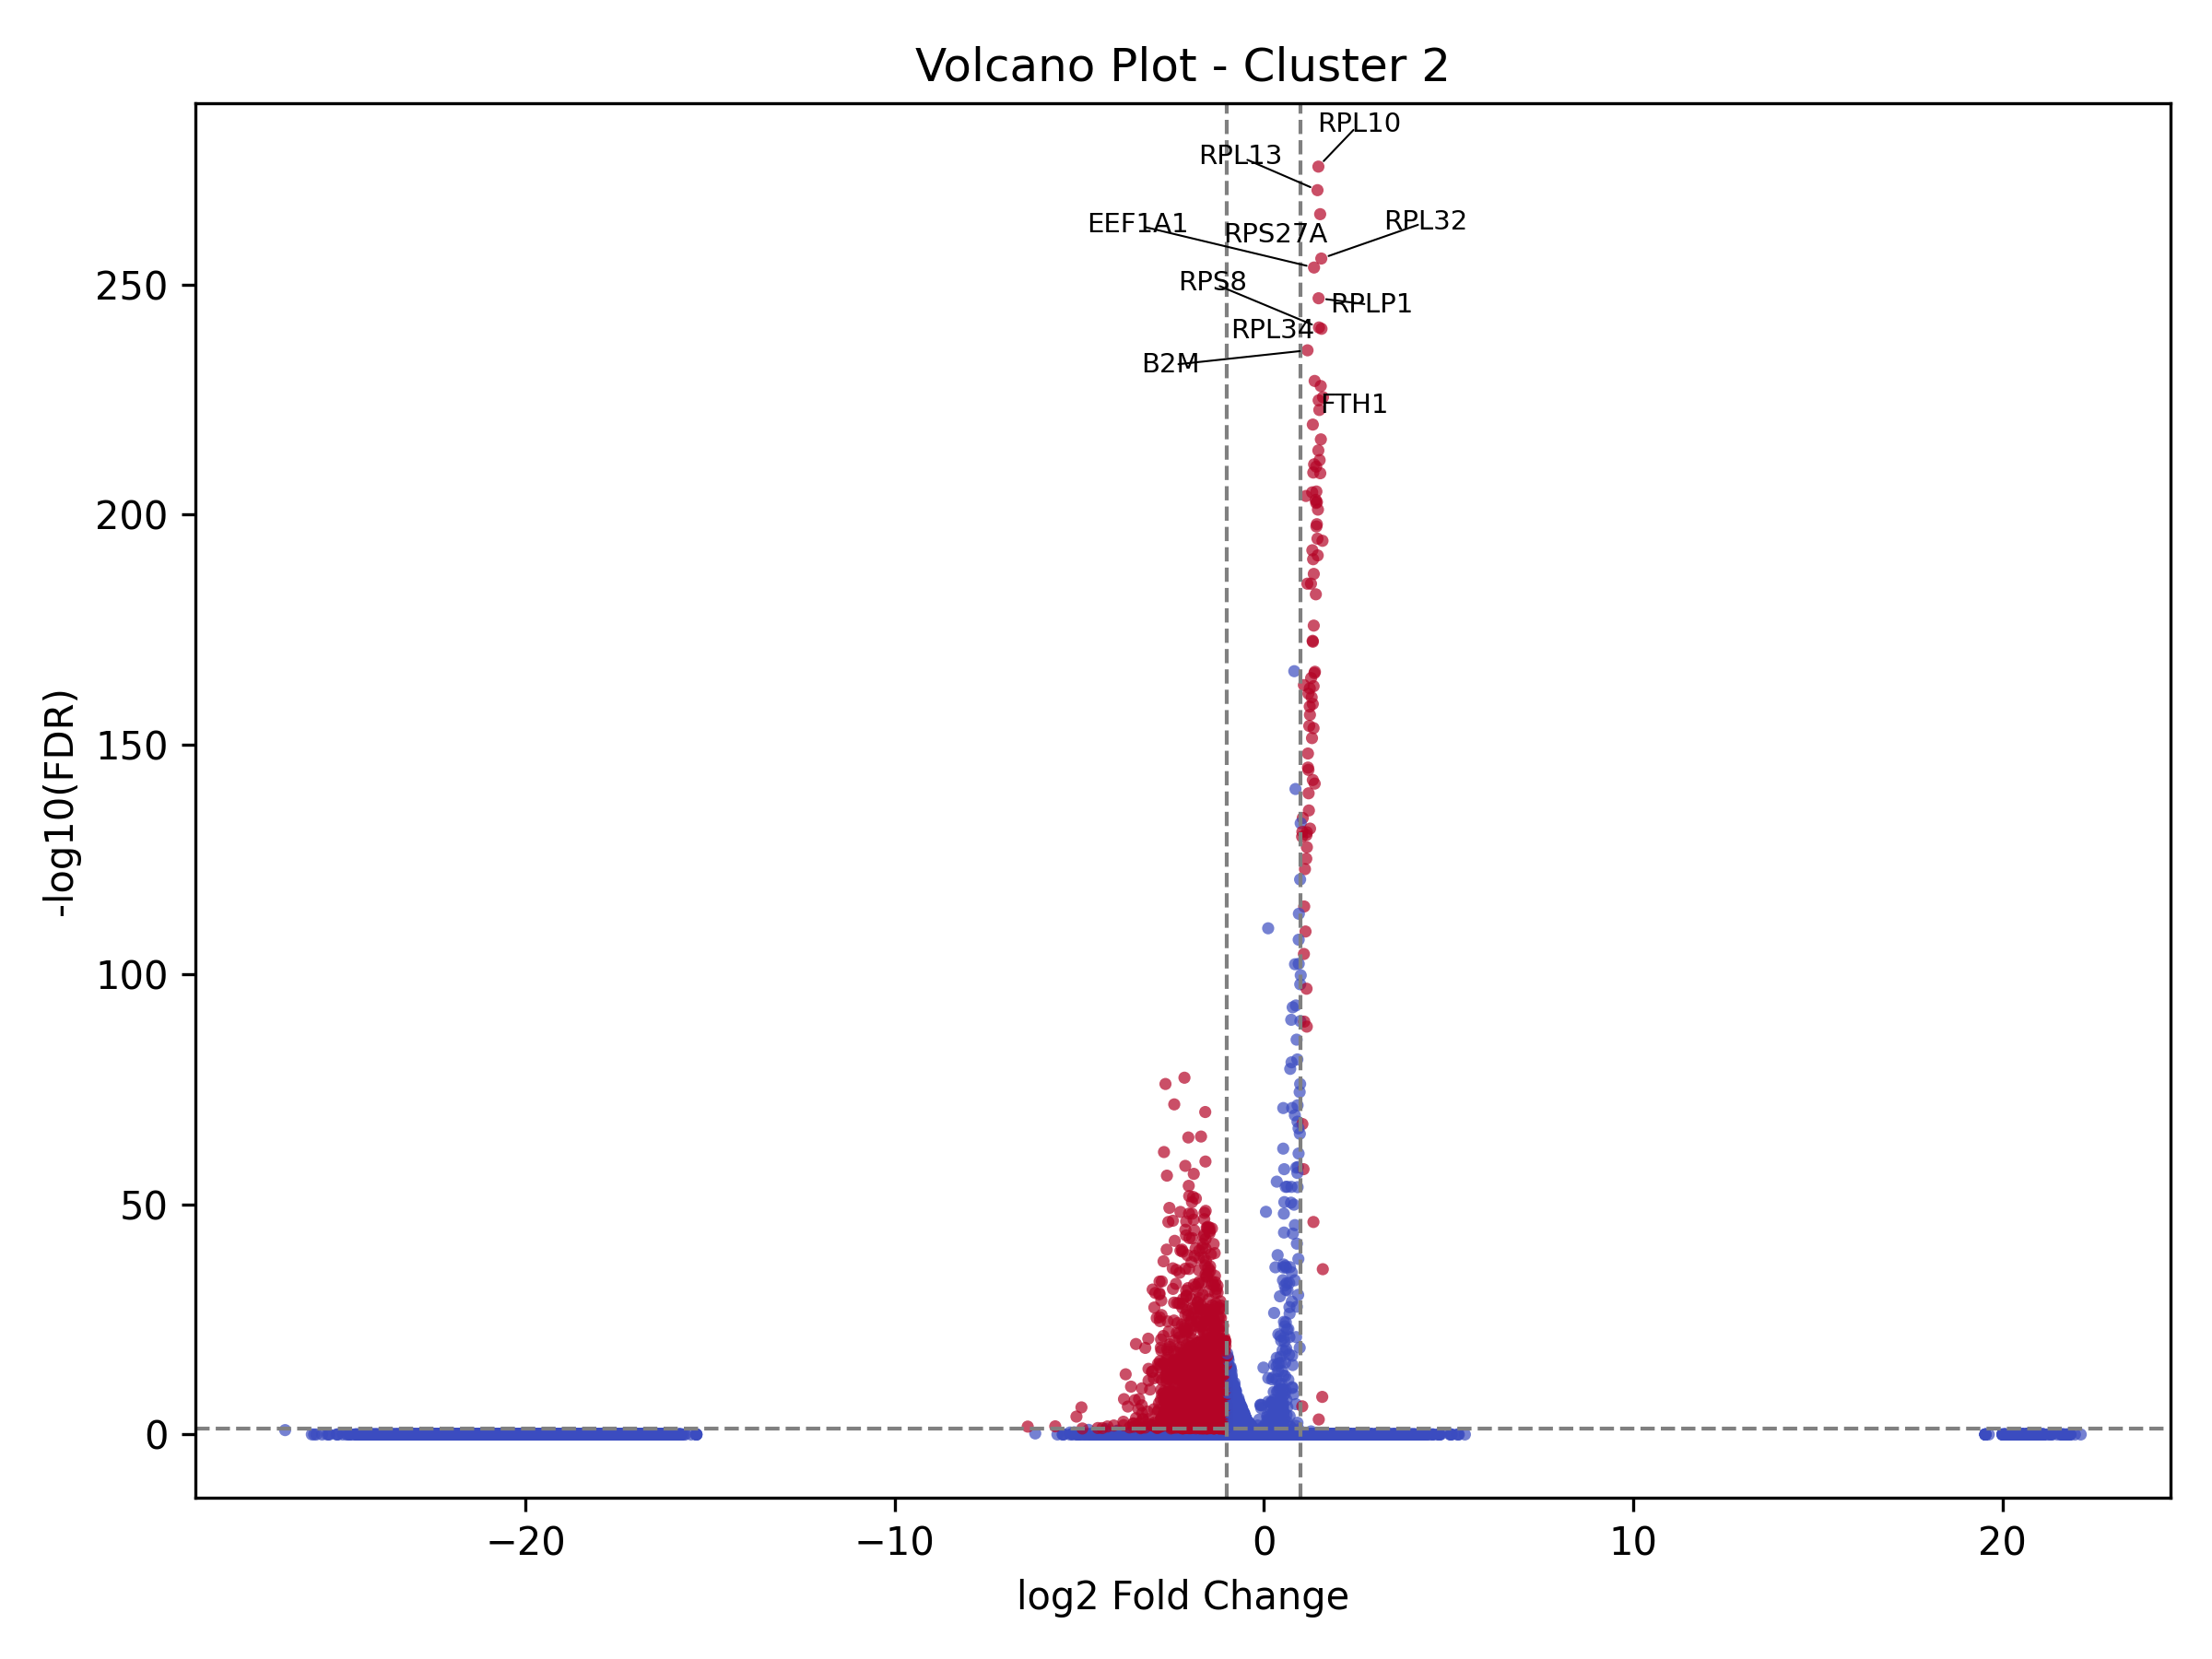 Volcano Plot - Cluster 2
RPL10
RPL13
EEF1A1
RPS27A
RPL32
RPS8
RPLP1
RPL34
B2M
FTH1
250
200
150
100
50
0
-log10(FDR)
−20
−10
0
10
20
log2 Fold Change